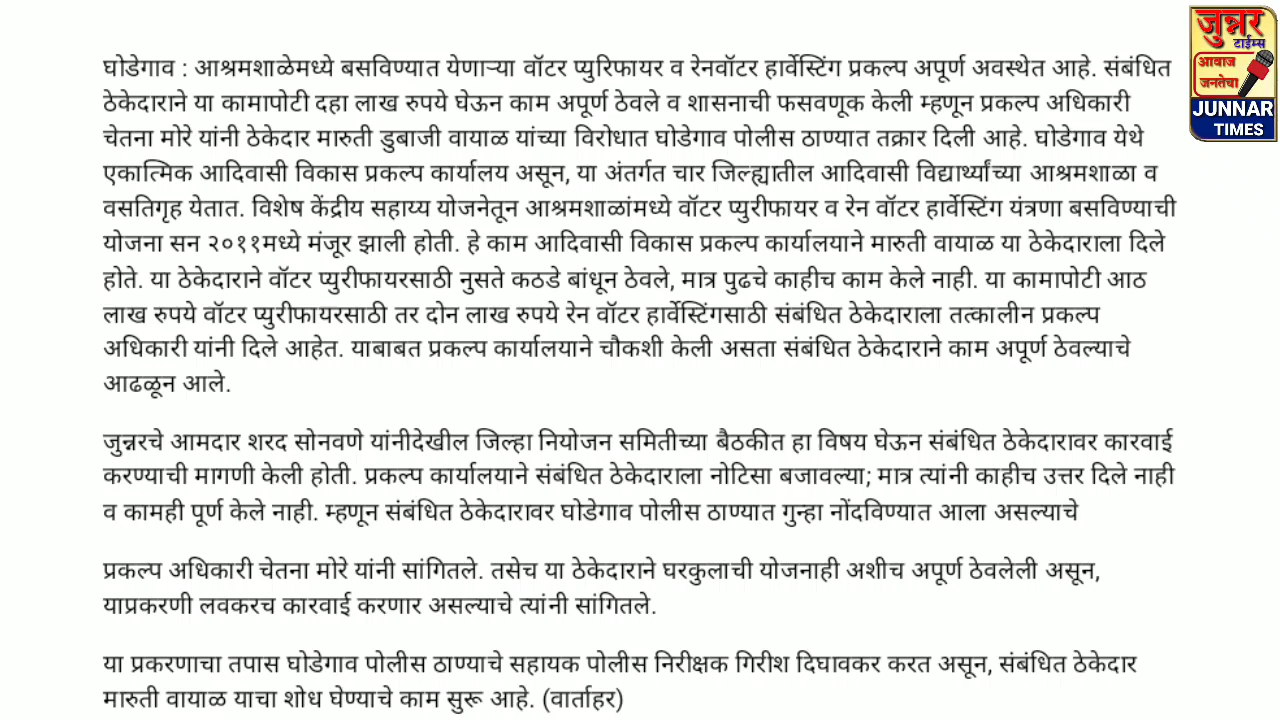 घोडेगाव : आश्रमशाळेमध्ये बसविण्यात येणाऱ्या वॉटर प्युरिफायर व रेनवॉटर हार्वेस्टिंग प्रकल्प अपूर्ण अवस्थेत आहे. संबंधित
ठेकेदाराने या कामापोटी दहा लाख रुपये घेऊन काम अपूर्ण ठेवले व शासनाची फसवणूक केली म्हणून प्रकल्प अधिकारी
चेतना मोरे यांनी ठेकेदार मारुती डुबाजी वायाळ यांच्या विरोधात घोडेगाव पोलीस ठाण्यात तक्रार दिली आहे. घोडेगाव येथे
एकात्मिक आदिवासी विकास प्रकल्प कार्यालय असून, या अंतर्गत चार जिल्ह्यातील आदिवासी विद्यार्थ्यांच्या आश्रमशाळा व
वसतिगृह येतात. विशेष केंद्रीय सहाय्य योजनेतून आश्रमशाळांमध्ये वॉटर प्युरीफायर व रेन वॉटर हार्वेस्टिंग यंत्रणा बसविण्याची
योजना सन २०११मध्ये मंजूर झाली होती. हे काम आदिवासी विकास प्रकल्प कार्यालयाने मारुती वायाळ या ठेकेदाराला दिले
होते. या ठेकेदाराने वॉटर प्युरीफायरसाठी नुसते कठडे बांधून ठेवले, मात्र पुढचे काहीच काम केले नाही. या कामापोटी आठ
लाख रुपये वॉटर प्युरीफायरसाठी तर दोन लाख रुपये रेन वॉटर हार्वेस्टिंगसाठी संबंधित ठेकेदाराला तत्कालीन प्रकल्प
अधिकारी यांनी दिले आहेत. याबाबत प्रकल्प कार्यालयाने चौकशी केली असता संबंधित ठेकेदाराने काम अपूर्ण ठेवल्याचे
आढळून आले.
जुन्नरचे आमदार शरद सोनवणे यांनीदेखील जिल्हा नियोजन समितीच्या बैठकीत हा विषय घेऊन संबंधित ठेकेदारावर कारवाई
करण्याची मागणी केली होती. प्रकल्प कार्यालयाने संबंधित ठेकेदाराला नोटिसा बजावल्या; मात्र त्यांनी काहीच उत्तर दिले नाही
व कामही पूर्ण केले नाही. म्हणून संबंधित ठेकेदारावर घोडेगाव पोलीस ठाण्यात गुन्हा नोंदविण्यात आला असल्याचे
प्रकल्प अधिकारी चेतना मोरे यांनी सांगितले. तसेच या ठेकेदाराने घरकुलाची योजनाही अशीच अपूर्ण ठेवलेली असून,
याप्रकरणी लवकरच कारवाई करणार असल्याचे त्यांनी सांगितले.
या प्रकरणाचा तपास घोडेगाव पोलीस ठाण्याचे सहायक पोलीस निरीक्षक गिरीश दिघावकर करत असून, संबंधित ठेकेदार
मारुती वायाळ याचा शोध घेण्याचे काम सुरू आहे. (वार्ताहर)
जुन्नर
टाईम्स
आवाज
जनतेचा
JUNNAR
TIMES